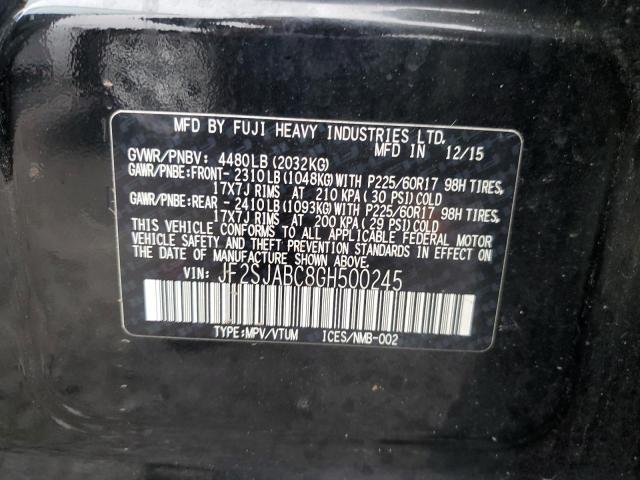 MFD BY FUJI HEAVY INDUSTRIES LTD.
MFD IN 12/15
GVWR/PNBV: 4480LB (2032KG)
GAWR/PNBE:FRONT- 2310LB (1048KG) WITH P225/60R17 98H TIRES,
17X7J RIMS AT 210 KPA (30 PSI) COLD
GAWR/PNBE:REAR - 2410LB (1093KG) WITH P225/60R17 98H TIRES,
17X7J RIMS AT 200 KPA (29 PSI) COLD
THIS VEHICLE CONFORMS TO ALL APPLICABLE FEDERAL MOTOR
VEHICLE SAFETY AND THEFT PREVENTION STANDARDS IN EFFECT ON THE DATE OF
MANUFACTURE SHOWN ABOVE.
VIN: JF2SJABC8GH500245
TYPE:MPV/VTUM ICES/NMB-002